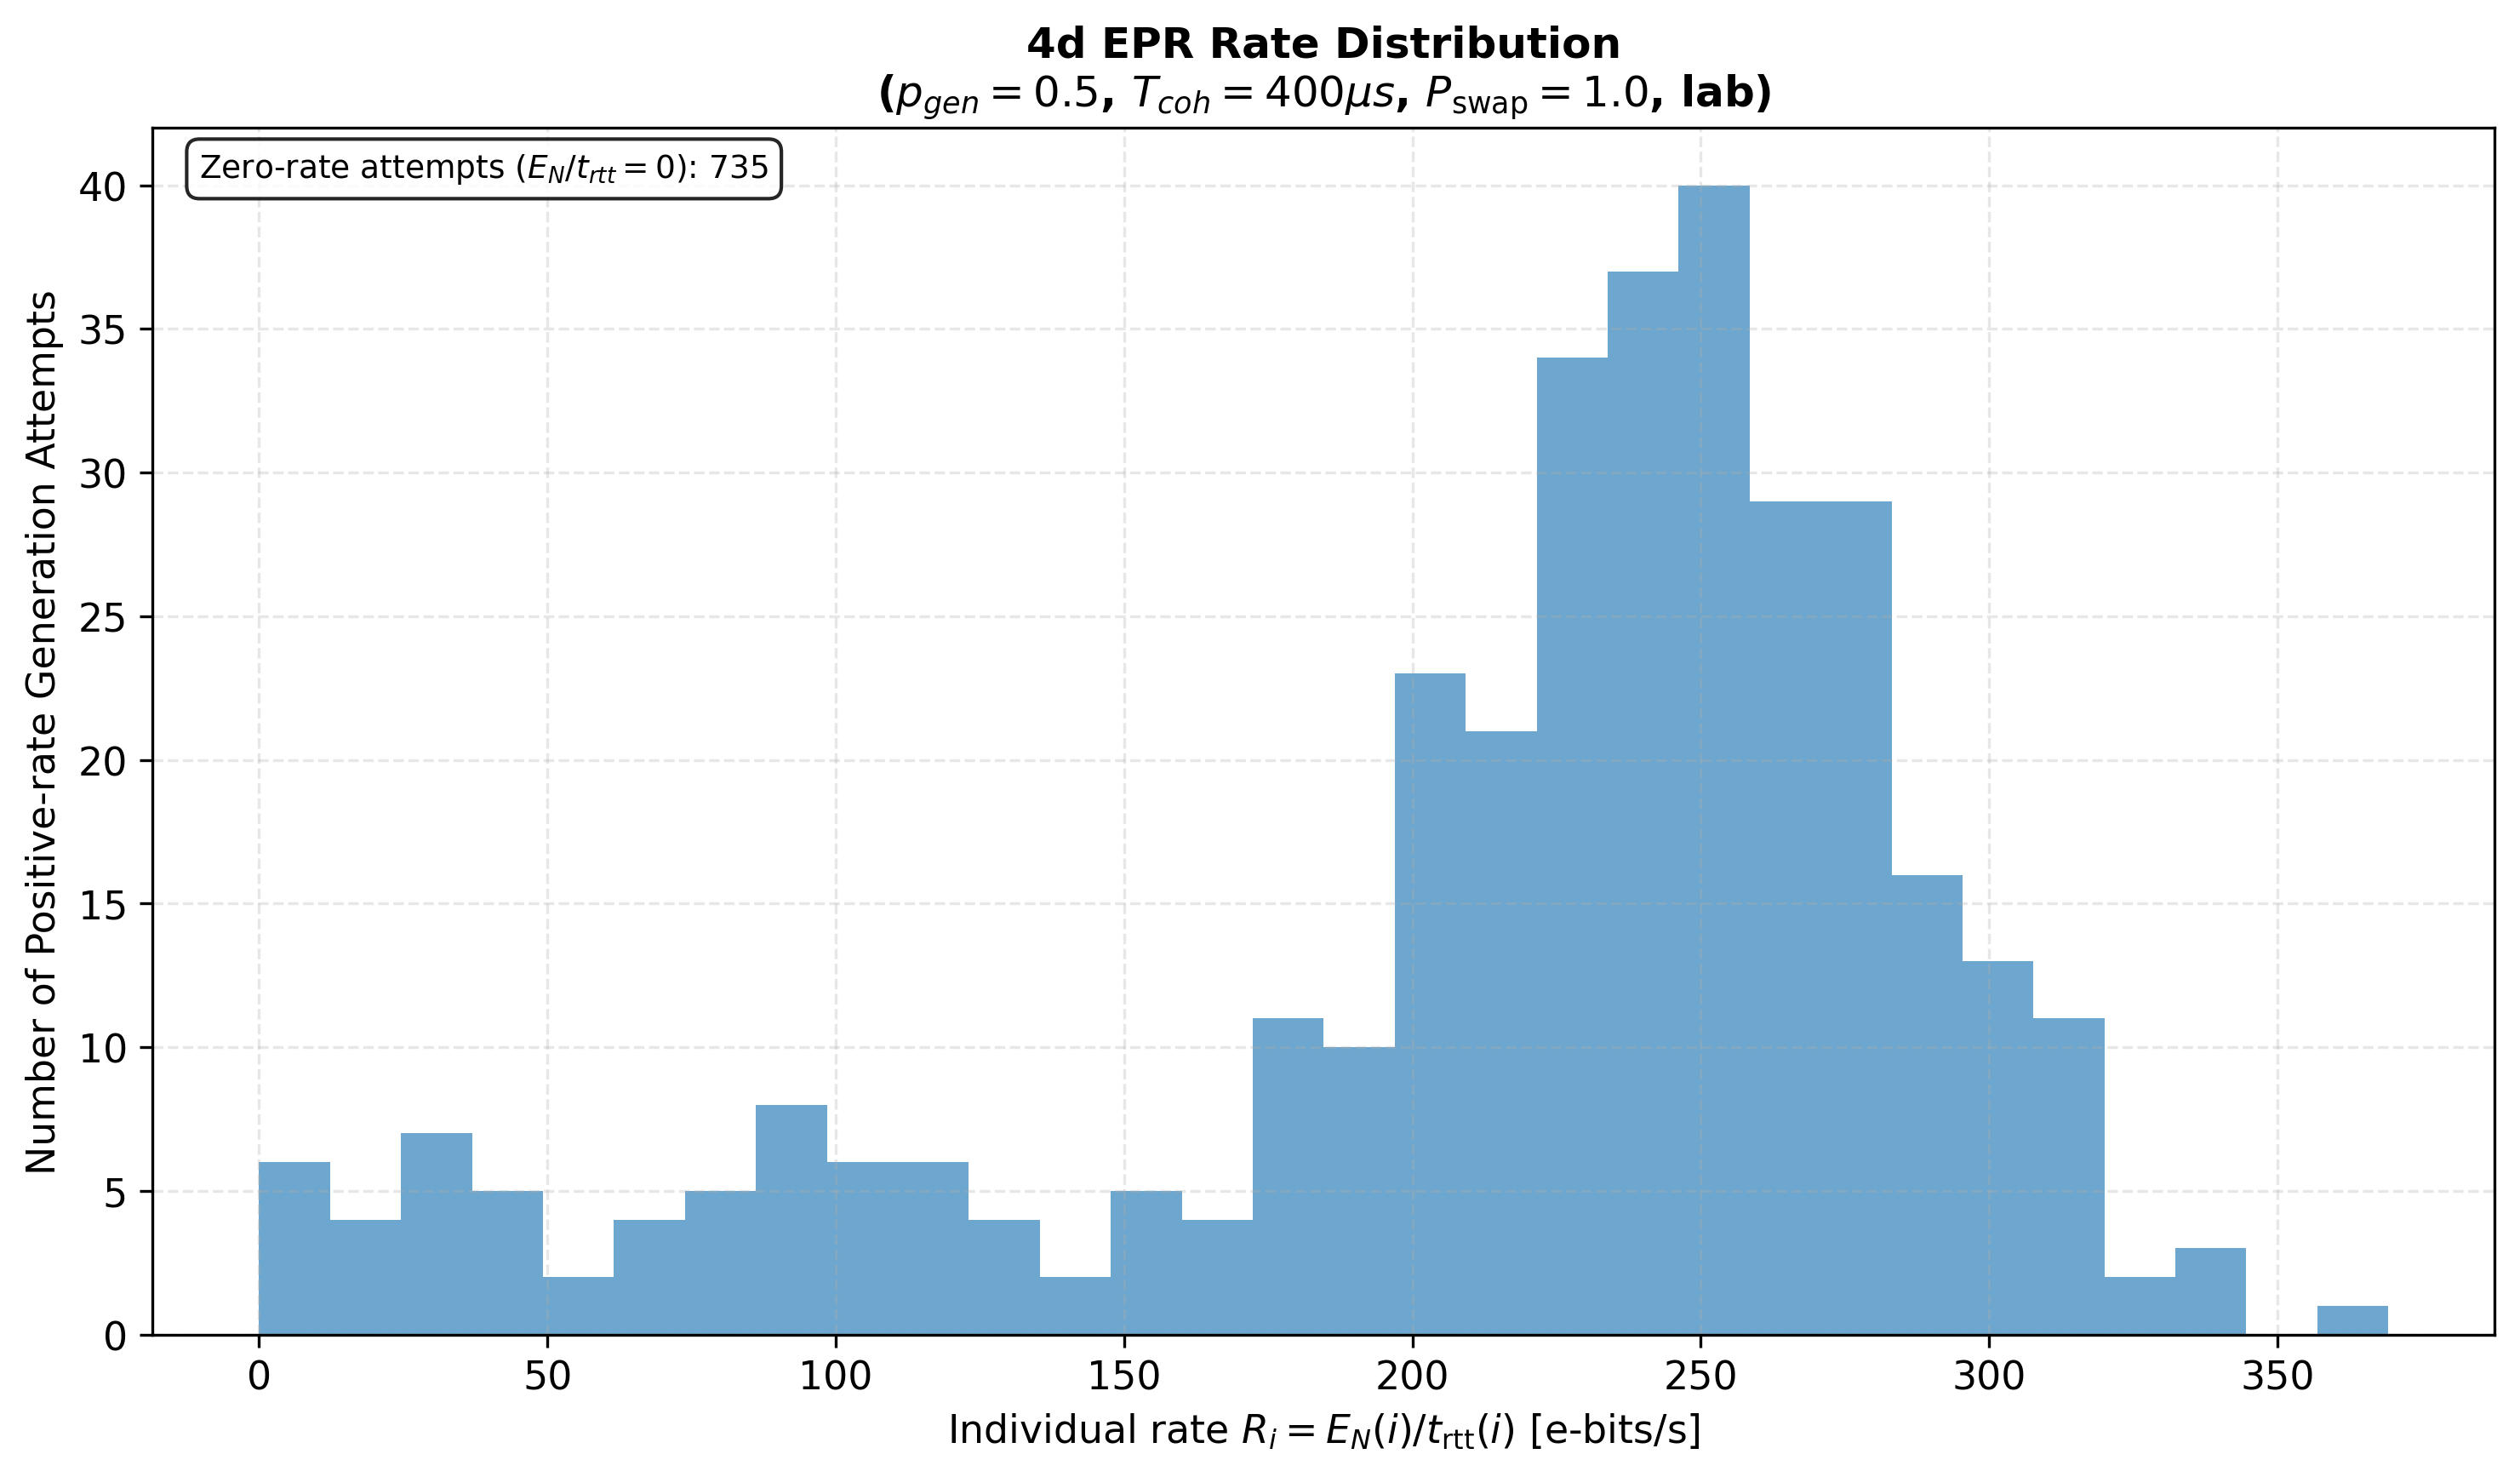 4d EPR Rate Distribution
(p_gen = 0.5, T_coh = 400μs, P_swap = 1.0, lab)
Zero-rate attempts (E_N/t_rtt = 0): 735
Number of Positive-rate Generation Attempts
40
35
30
25
20
15
10
5
0
0 50 100 150 200 250 300 350
Individual rate R_i = E_N(i)/t_rtt(i) [e-bits/s]